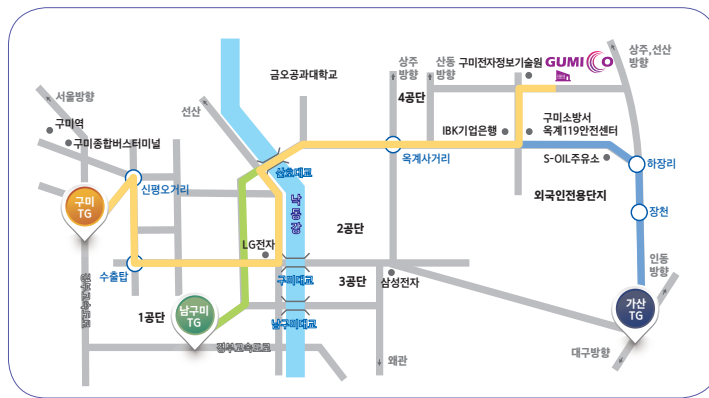 구미전자정보기술원
GUMICO
상주,선산
방향
상주
방향
산동
방향
금오공과대학교
4공단
서울방향
선산
구미역
구미종합버스터미널
IBK기업은행
구미소방서
옥계119안전센터
S-OIL주유소
옥계사거리
산호대교
하장리
신평오거리
구미
TG
외국인전용단지
낙동강
장천
2공단
LG전자
수출탑
구미대교
3공단
삼성전자
인동
방향
1공단
남구미
TG
남구미대교
가산
TG
경부고속도로
왜관
대구방향